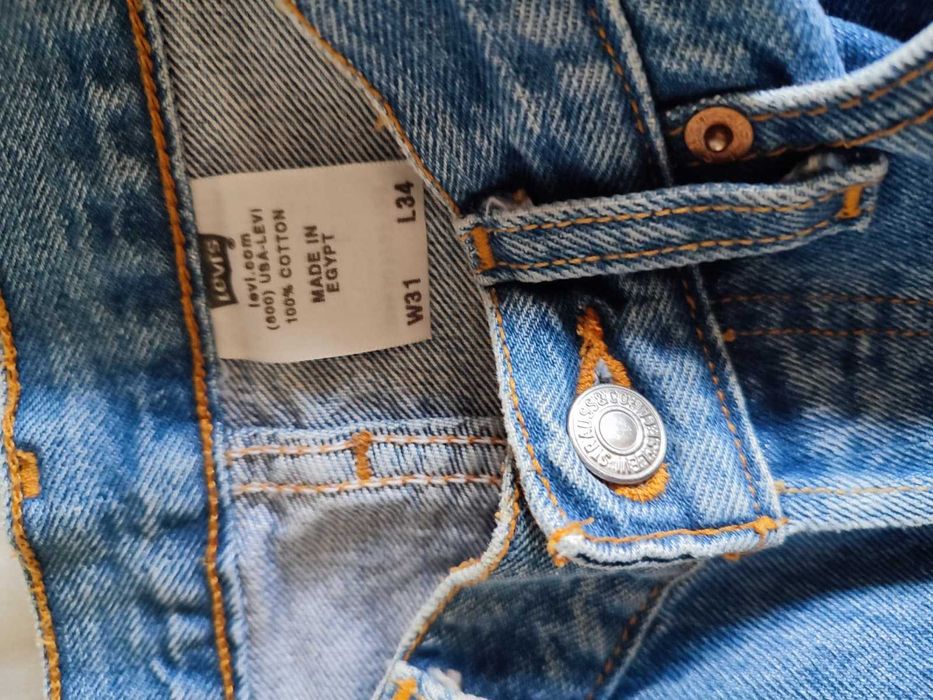 Levi's
levi.com
(800) USA-LEVI
100% COTTON
MADE IN
EGYPT
W31 L34
LEVI STRAUSS & CO